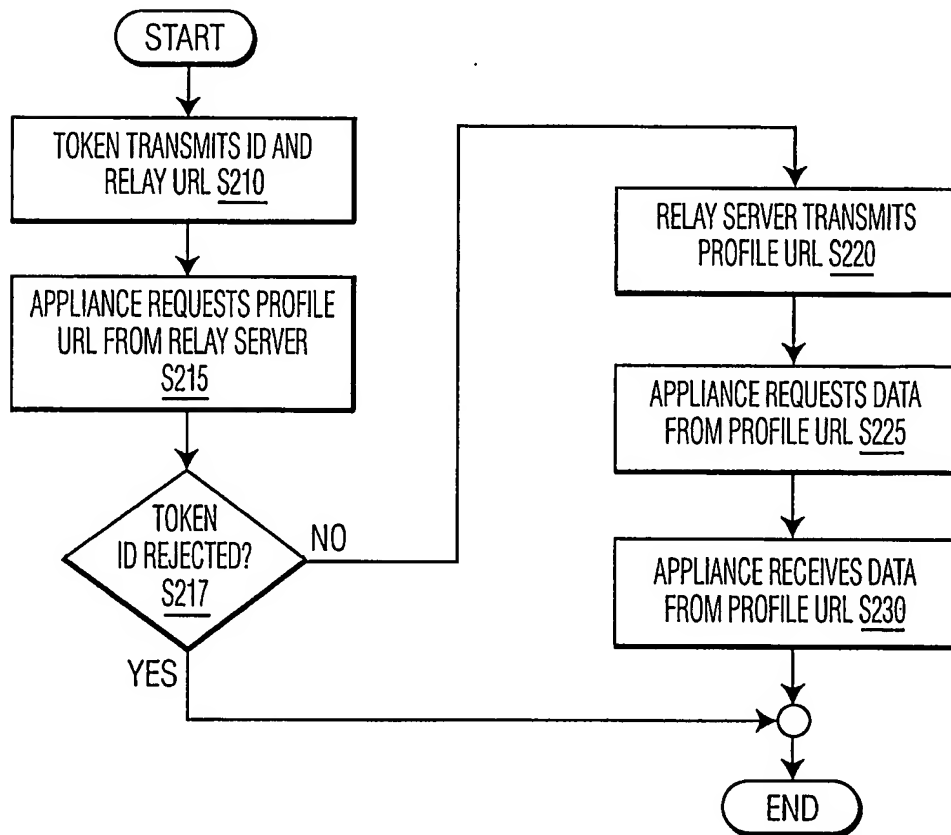 START
TOKEN TRANSMITS ID AND
RELAY URL S210
APPLIANCE REQUESTS PROFILE
URL FROM RELAY SERVER
S215
TOKEN
ID REJECTED?
S217
NO
YES
RELAY SERVER TRANSMITS
PROFILE URL S220
APPLIANCE REQUESTS DATA
FROM PROFILE URL S225
APPLIANCE RECEIVES DATA
FROM PROFILE URL S230
END